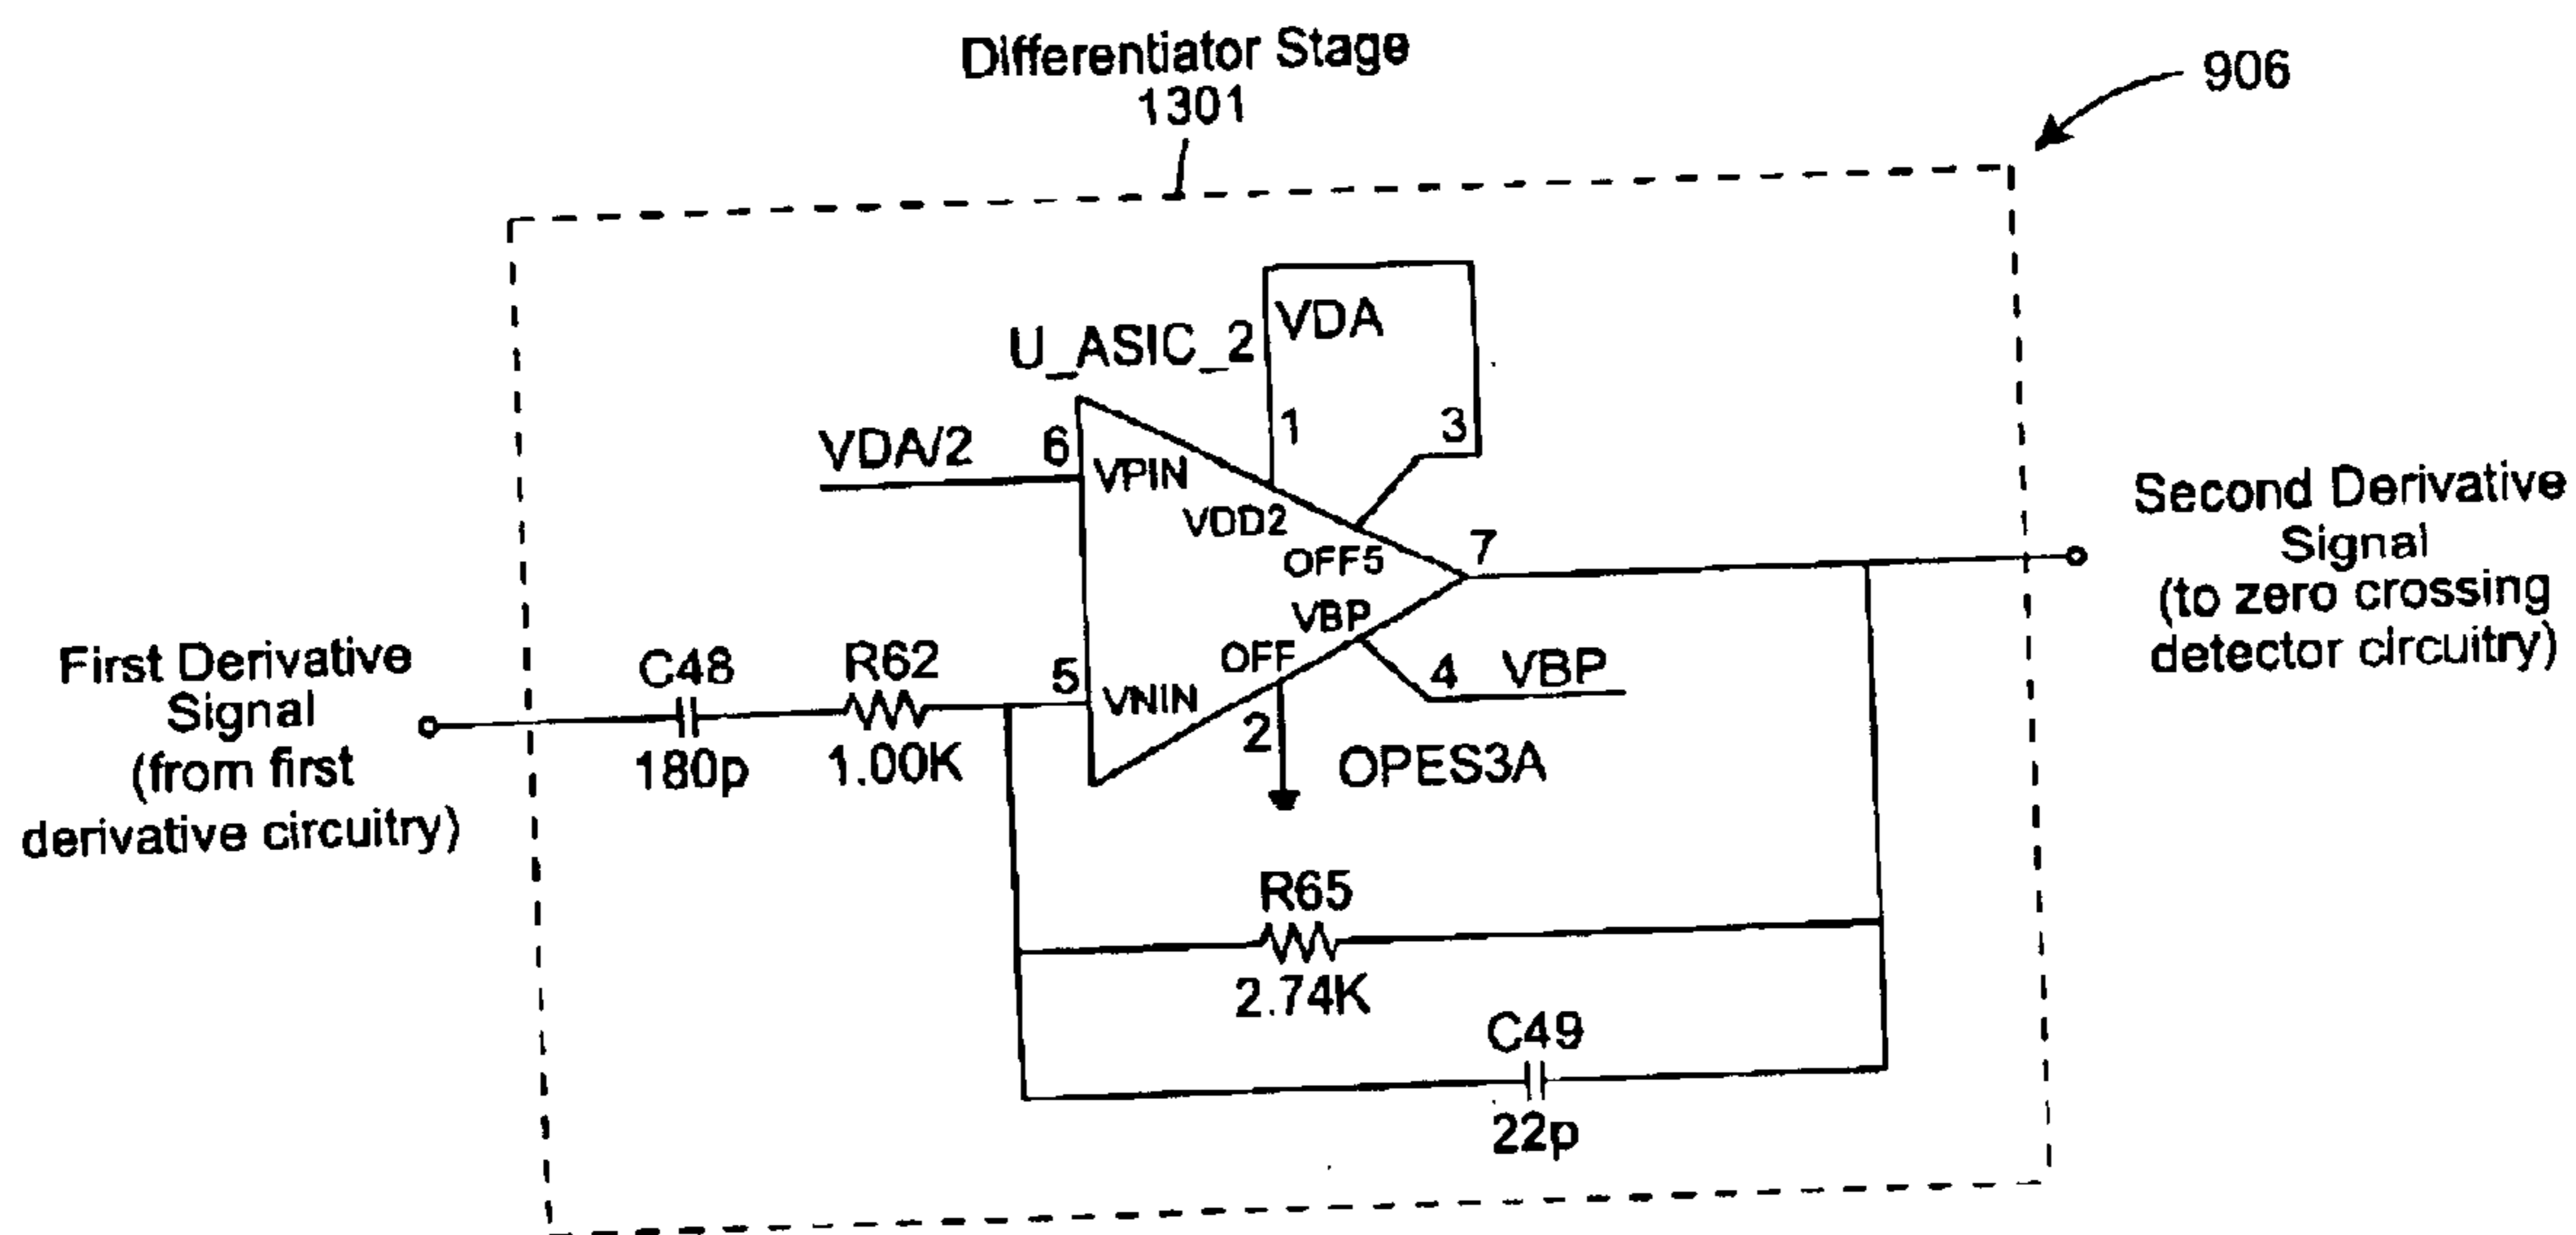 Differentiator Stage
1301
906
U_ASIC_2
VDA
1
3
VDA/2
6
VPIN
VDD2
OFF5
7
Second Derivative
Signal
(to zero crossing
detector circuitry)
VBP
OFF
4
VBP
First Derivative
Signal
(from first
derivative circuitry)
C48
180p
R62
1.00K
5
VNIN
2
OPES3A
R65
2.74K
C49
22p